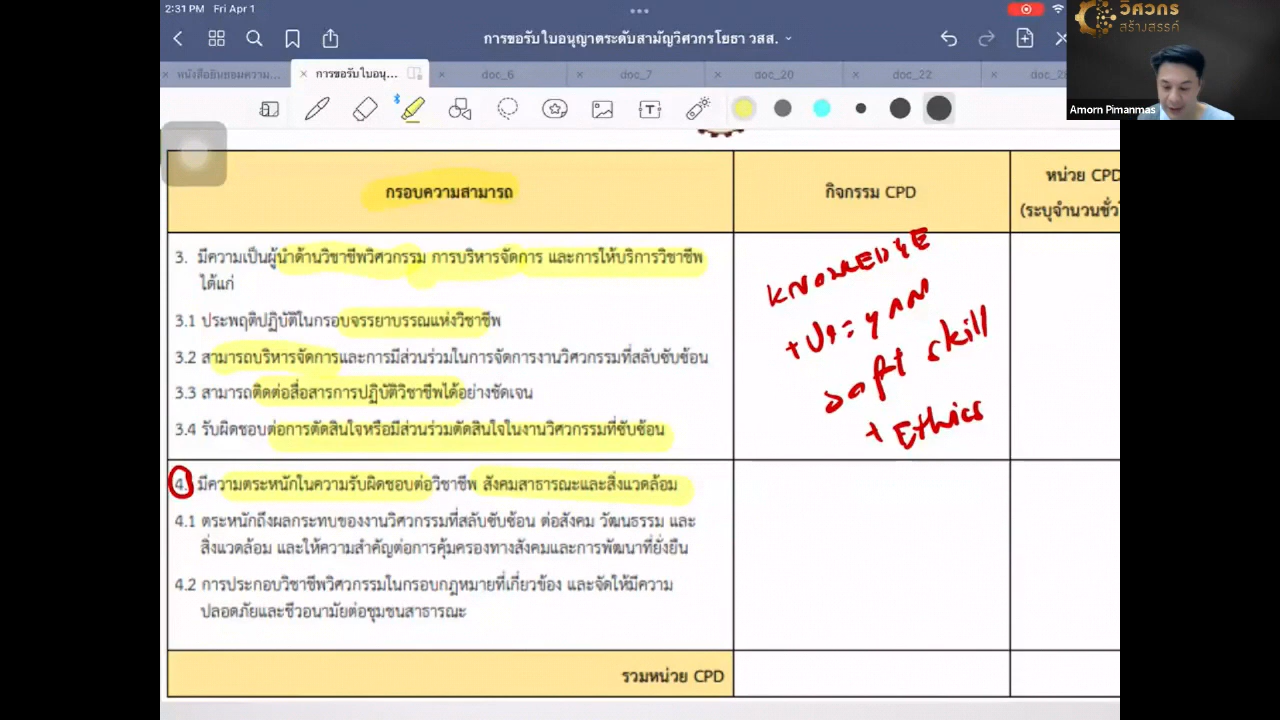 2:31 PM Fri Apr 1
วิศวกร
สร้างสรรค์
การขอรับใบอนุญาตระดับสามัญวิศวกรโยธา วสส.
Amorn Pimanmas
หนังสือยินยอมความ...
การขอรับใบอนุ...
doc_6
doc_7
doc_20
doc_22
กรอบความสามารถ
กิจกรรม CPD
หน่วย CPD
(ระบุจำนวนชั่ว
3. มีความเป็นผู้นำด้านวิชาชีพวิศวกรรม การบริหารจัดการ และการให้บริการวิชาชีพ
ได้แก่
3.1 ประพฤติปฏิบัติในกรอบจรรยาบรรณแห่งวิชาชีพ
3.2 สามารถบริหารจัดการและการมีส่วนร่วมในการจัดการงานวิศวกรรมที่สลับซับซ้อน
3.3 สามารถติดต่อสื่อสารการปฏิบัติวิชาชีพได้อย่างชัดเจน
3.4 รับผิดชอบต่อการตัดสินใจหรือมีส่วนร่วมตัดสินใจในงานวิศวกรรมที่ซับซ้อน
KNOWLEDGE
soft skill
+ Ethics
4. มีความตระหนักในความรับผิดชอบต่อวิชาชีพ สังคมสาธารณะและสิ่งแวดล้อม
4.1 ตระหนักถึงผลกระทบของงานวิศวกรรมที่สลับซับซ้อน ต่อสังคม วัฒนธรรม และ
สิ่งแวดล้อม และให้ความสำคัญต่อการคุ้มครองทางสังคมและการพัฒนาที่ยั่งยืน
4.2 การประกอบวิชาชีพวิศวกรรมในกรอบกฎหมายที่เกี่ยวข้อง และจัดให้มีความ
ปลอดภัยและชีวอนามัยต่อชุมชนสาธารณะ
รวมหน่วย CPD